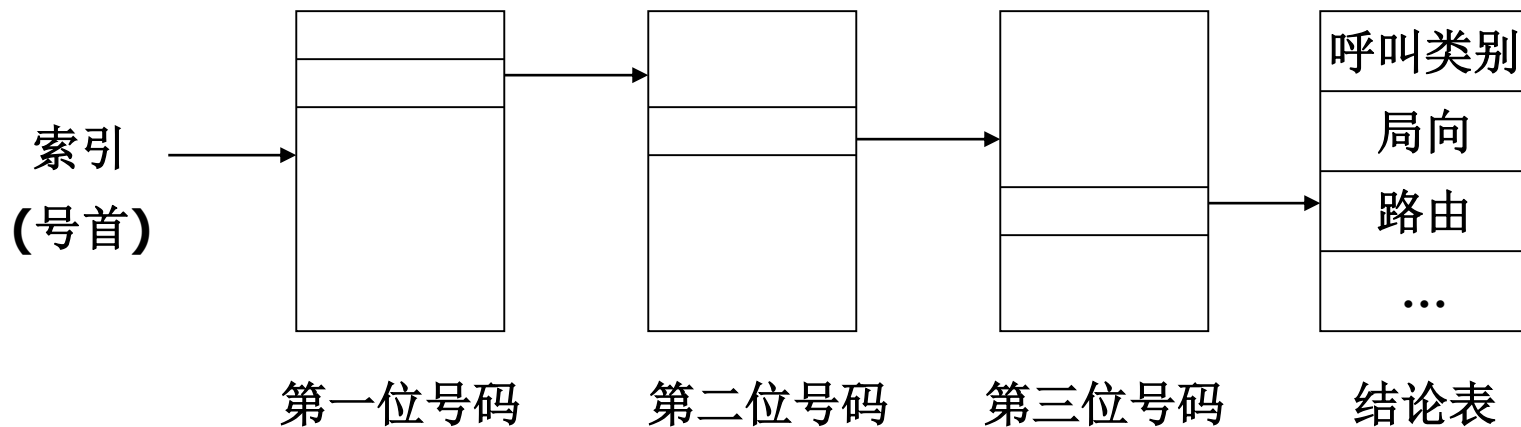 索引
(号首)
呼叫类别
局向
路由
…
第一位号码
第二位号码
第三位号码
结论表